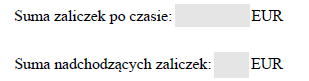 Suma zaliczek po czasie: EUR
Suma nadchodzących zaliczek: EUR